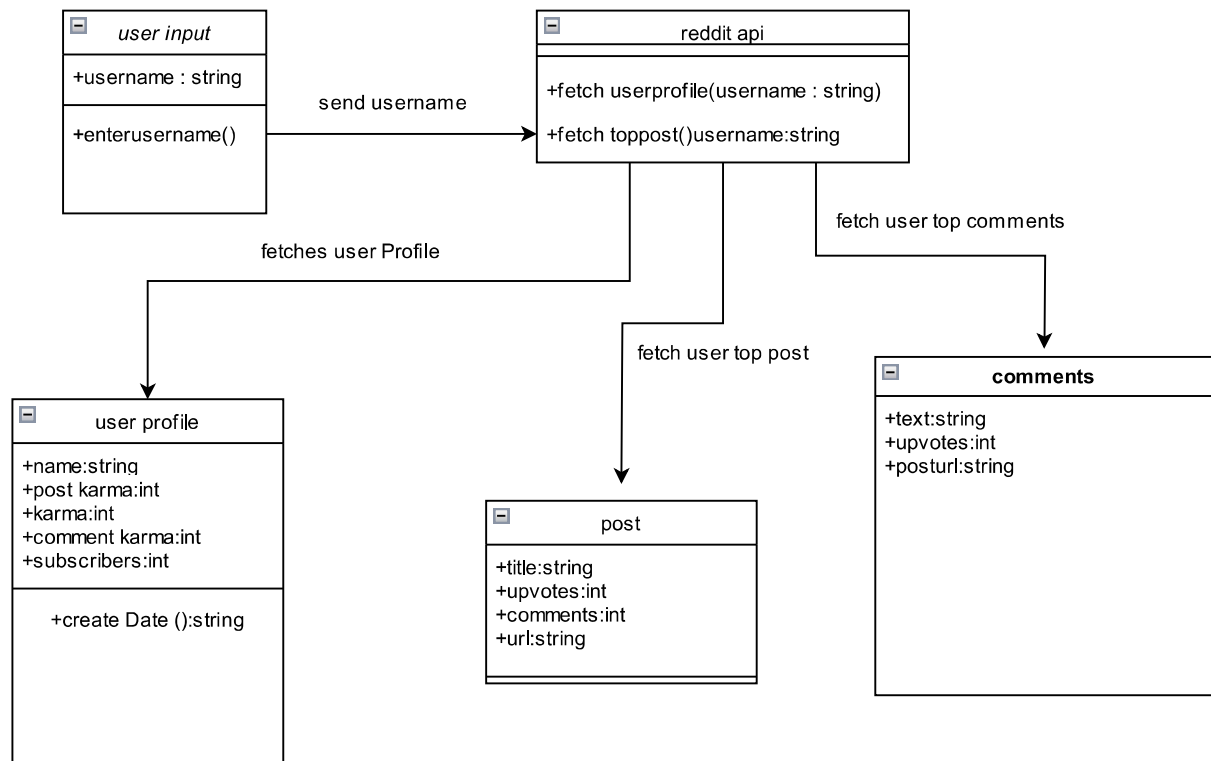 user input
+username : string
+enterusername()
send username
reddit api
+fetch userprofile(username : string)
+fetch toppost()username:string
fetches user Profile
fetch user top post
fetch user top comments
user profile
+name:string
+post karma:int
+karma:int
+comment karma:int
+subscribers:int
+create Date ():string
post
+title:string
+upvotes:int
+comments:int
+url:string
comments
+text:string
+upvotes:int
+posturl:string